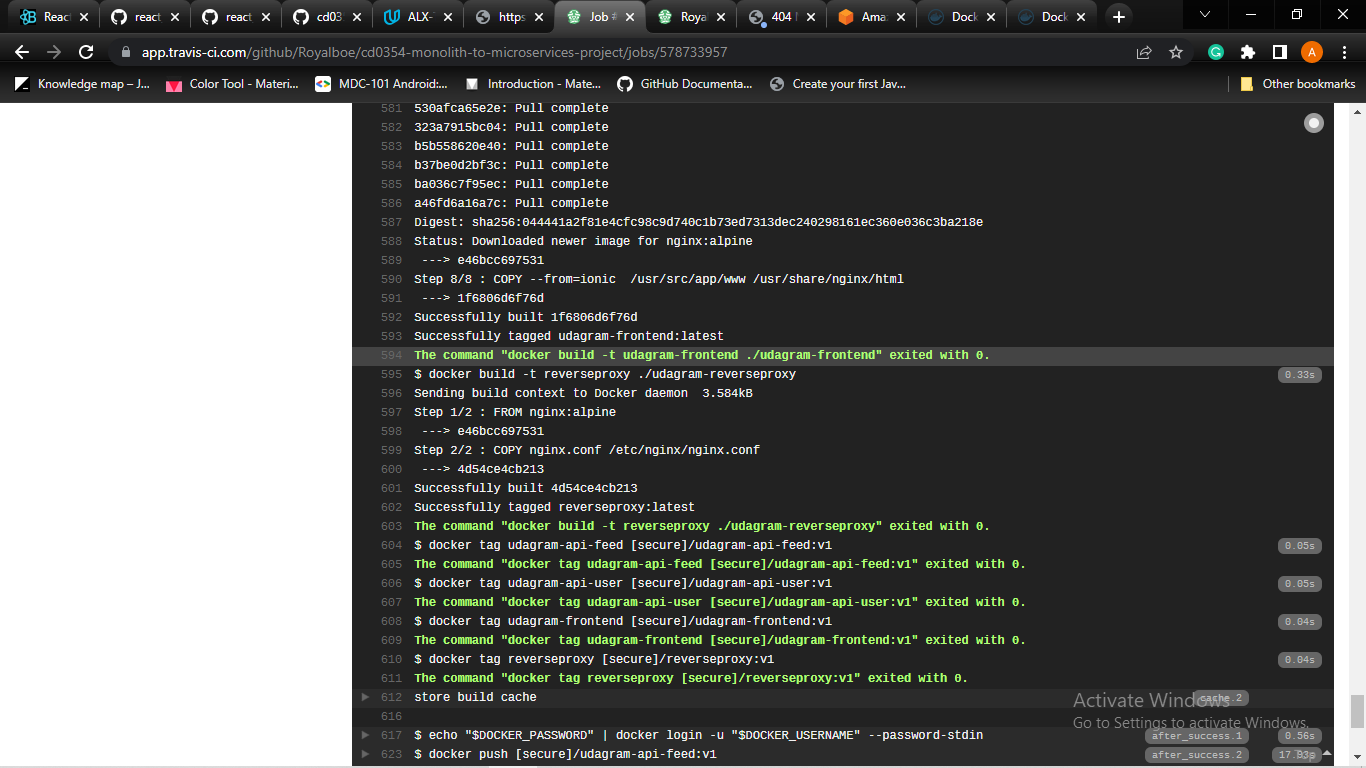 Reac
react
react
cd03
ALX-
https
Job #
Roya
404
Ama
Dock
Dock
app.travis-ci.com/github/Royalboe/cd0354-monolith-to-microservices-project/jobs/578733957
A
Knowledge map – J...
Color Tool - Materi...
MDC-101 Android:...
Introduction - Mate...
GitHub Documenta...
Create your first Jav...
Other bookmarks
581 530afca65e2e: Pull complete
582 323a7915bc04: Pull complete
583 b5b558620e40: Pull complete
584 b37be0d2bf3c: Pull complete
585 ba036c7f95ec: Pull complete
586 a46fd6a16a7c: Pull complete
587 Digest: sha256:044441a2f81e4cfc98c9d740c1b73ed7313dec240298161ec360e036c3ba218e
588 Status: Downloaded newer image for nginx:alpine
589 ---> e46bcc697531
590 Step 8/8 : COPY --from=ionic  /usr/src/app/www /usr/share/nginx/html
591 ---> 1f6806d6f76d
592 Successfully built 1f6806d6f76d
593 Successfully tagged udagram-frontend:latest
594 The command "docker build -t udagram-frontend ./udagram-frontend" exited with 0.
595 $ docker build -t reverseproxy ./udagram-reverseproxy 0.33s
596 Sending build context to Docker daemon  3.584kB
597 Step 1/2 : FROM nginx:alpine
598 ---> e46bcc697531
599 Step 2/2 : COPY nginx.conf /etc/nginx/nginx.conf
600 ---> 4d54ce4cb213
601 Successfully built 4d54ce4cb213
602 Successfully tagged reverseproxy:latest
603 The command "docker build -t reverseproxy ./udagram-reverseproxy" exited with 0.
604 $ docker tag udagram-api-feed [secure]/udagram-api-feed:v1 0.05s
605 The command "docker tag udagram-api-feed [secure]/udagram-api-feed:v1" exited with 0.
606 $ docker tag udagram-api-user [secure]/udagram-api-user:v1 0.05s
607 The command "docker tag udagram-api-user [secure]/udagram-api-user:v1" exited with 0.
608 $ docker tag udagram-frontend [secure]/udagram-frontend:v1 0.04s
609 The command "docker tag udagram-frontend [secure]/udagram-frontend:v1" exited with 0.
610 $ docker tag reverseproxy [secure]/reverseproxy:v1 0.04s
611 The command "docker tag reverseproxy [secure]/reverseproxy:v1" exited with 0.
612 store build cache cache.2
Activate Windows
616
Go to Settings to activate Windows.
617 $ echo "$DOCKER_PASSWORD" | docker login -u "$DOCKER_USERNAME" --password-stdin after_success.1 0.56s
623 $ docker push [secure]/udagram-api-feed:v1 after_success.2